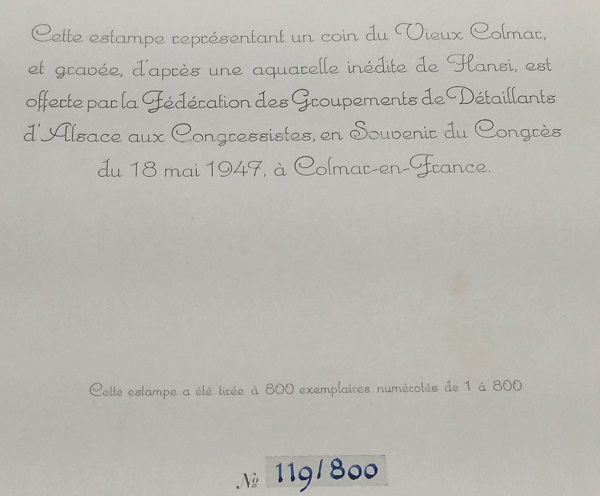 Cette estampe représentant un coin du Vieux Colmar,
et gravée, d'après une aquarelle inédite de Hansi, est
offerte par la Fédération des Groupements de Détaillants
d'Alsace aux Congressistes, en Souvenir du Congrès
du 18 mai 1947, à Colmar-en-France.
Cette estampe a été tirée à 800 exemplaires numérotés de 1 à 800
No 119/800